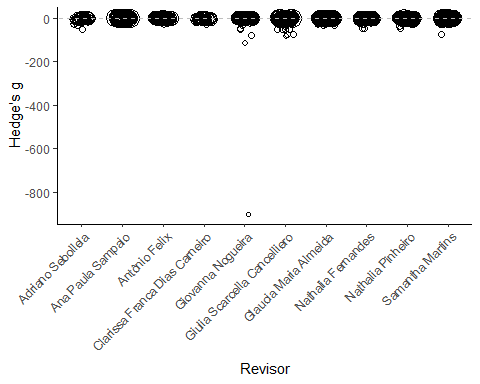 0
-200
-400
-600
-800
Hedge's g
Adriano Sebollela
Ana Paula Sampaio
Antônio Felix
Clarissa Franca Dias Carneiro
Giovanna Nogueira
Giulia Scarcella Cancelliero
Glaucia Maria Almeida
Nathalia Fernandes
Nathalia Pinheiro
Samantha Martins
Revisor